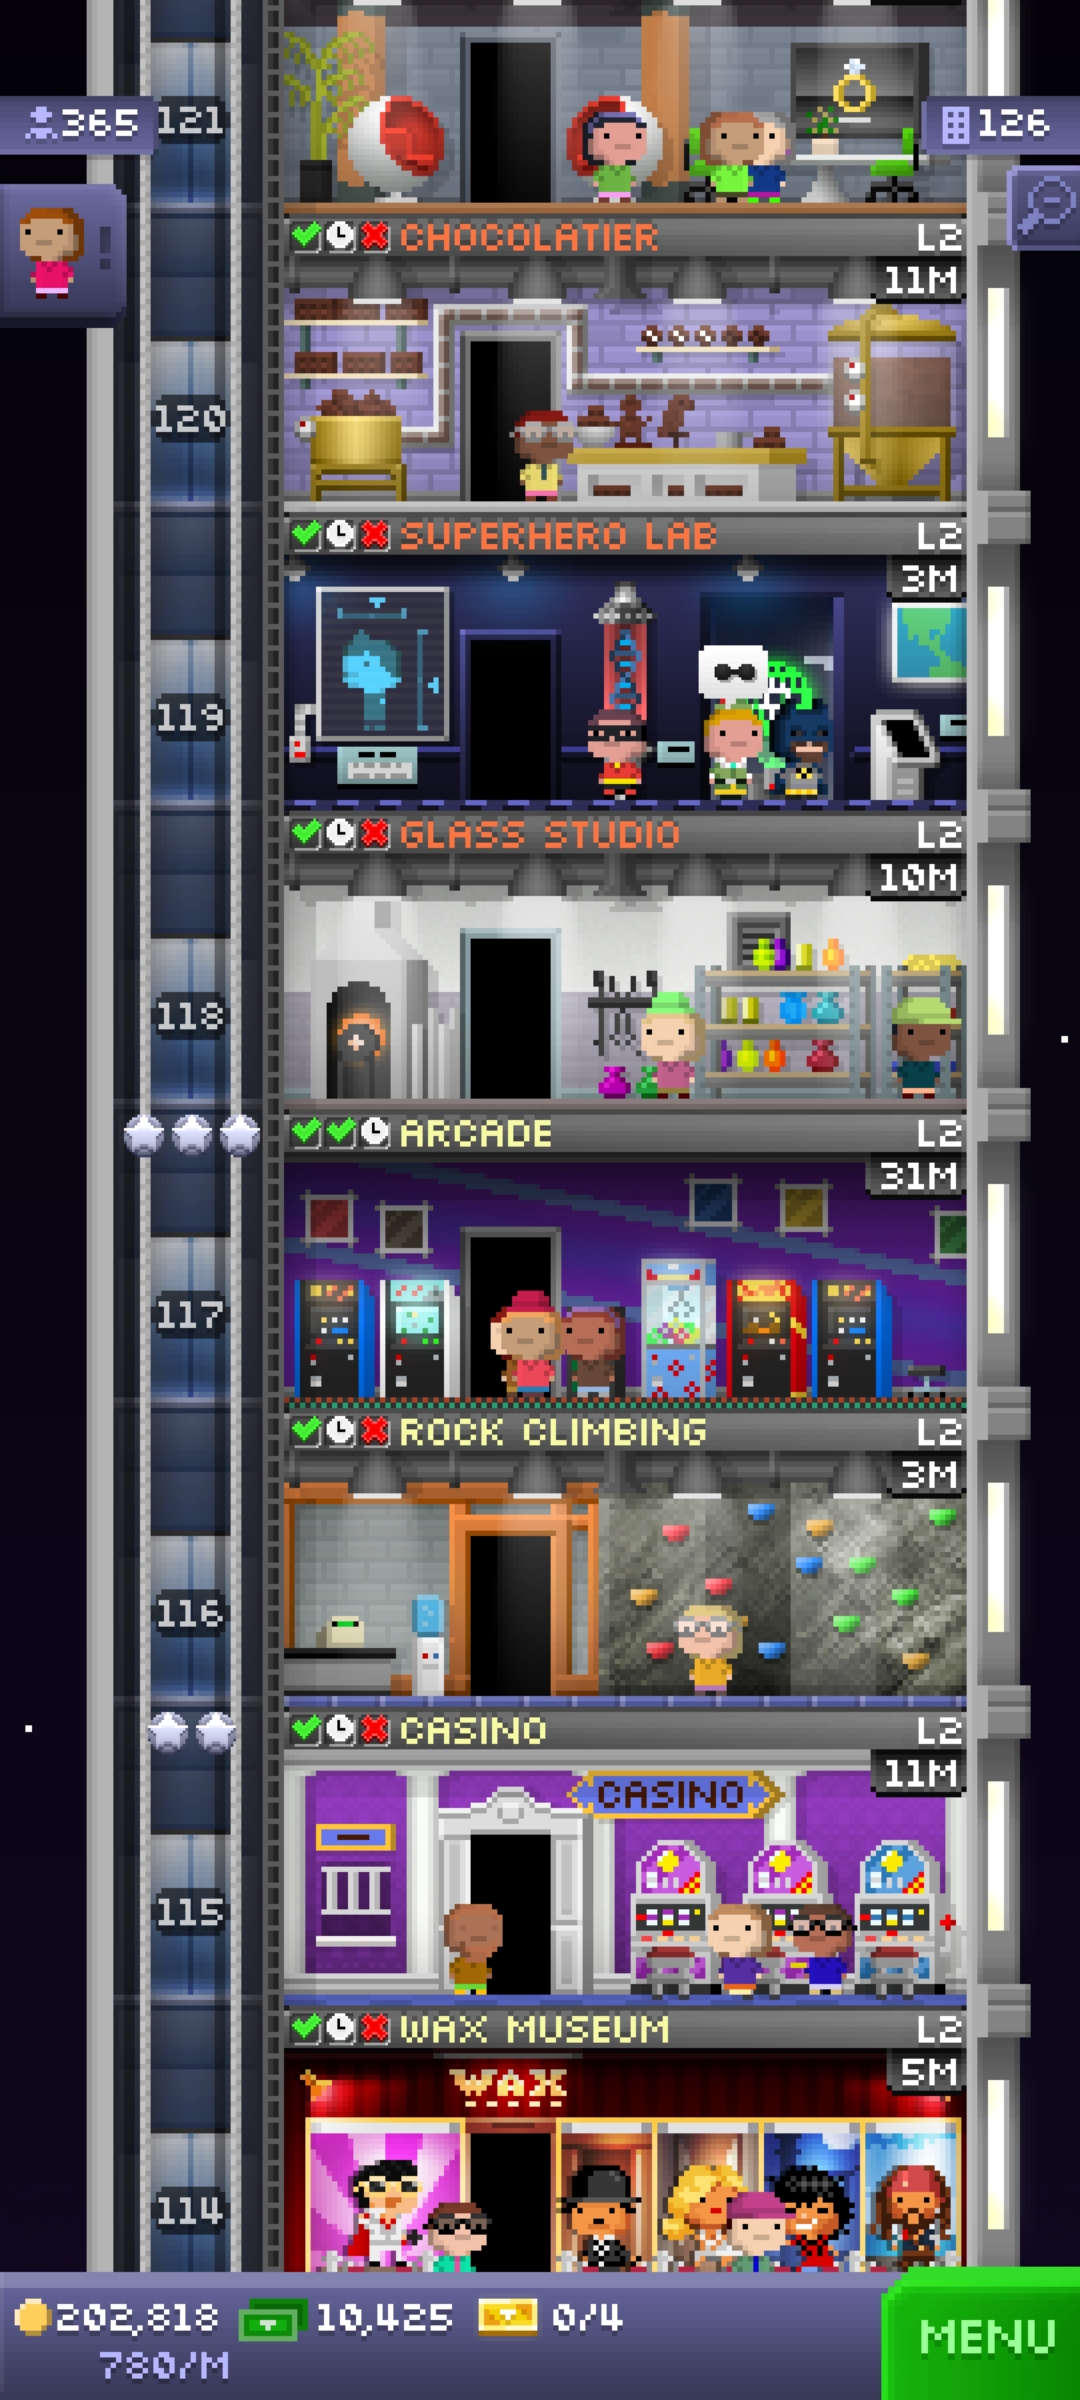 365
121
126
CHOCOLATIER L2
11M
120
SUPERHERO LAB L2
3M
119
GLASS STUDIO L2
10M
118
ARCADE L2
31M
117
ROCK CLIMBING L2
3M
116
CASINO L2
11M
CASINO
115
WAX MUSEUM L2
5M
WAX
114
202,818 10,425 0/4
780/M
MENU